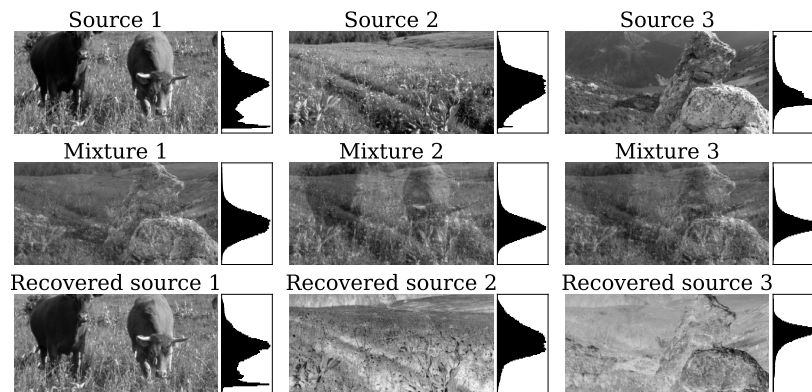 Source 1 Source 2 Source 3
Mixture 1 Mixture 2 Mixture 3
Recovered source 1 Recovered source 2 Recovered source 3